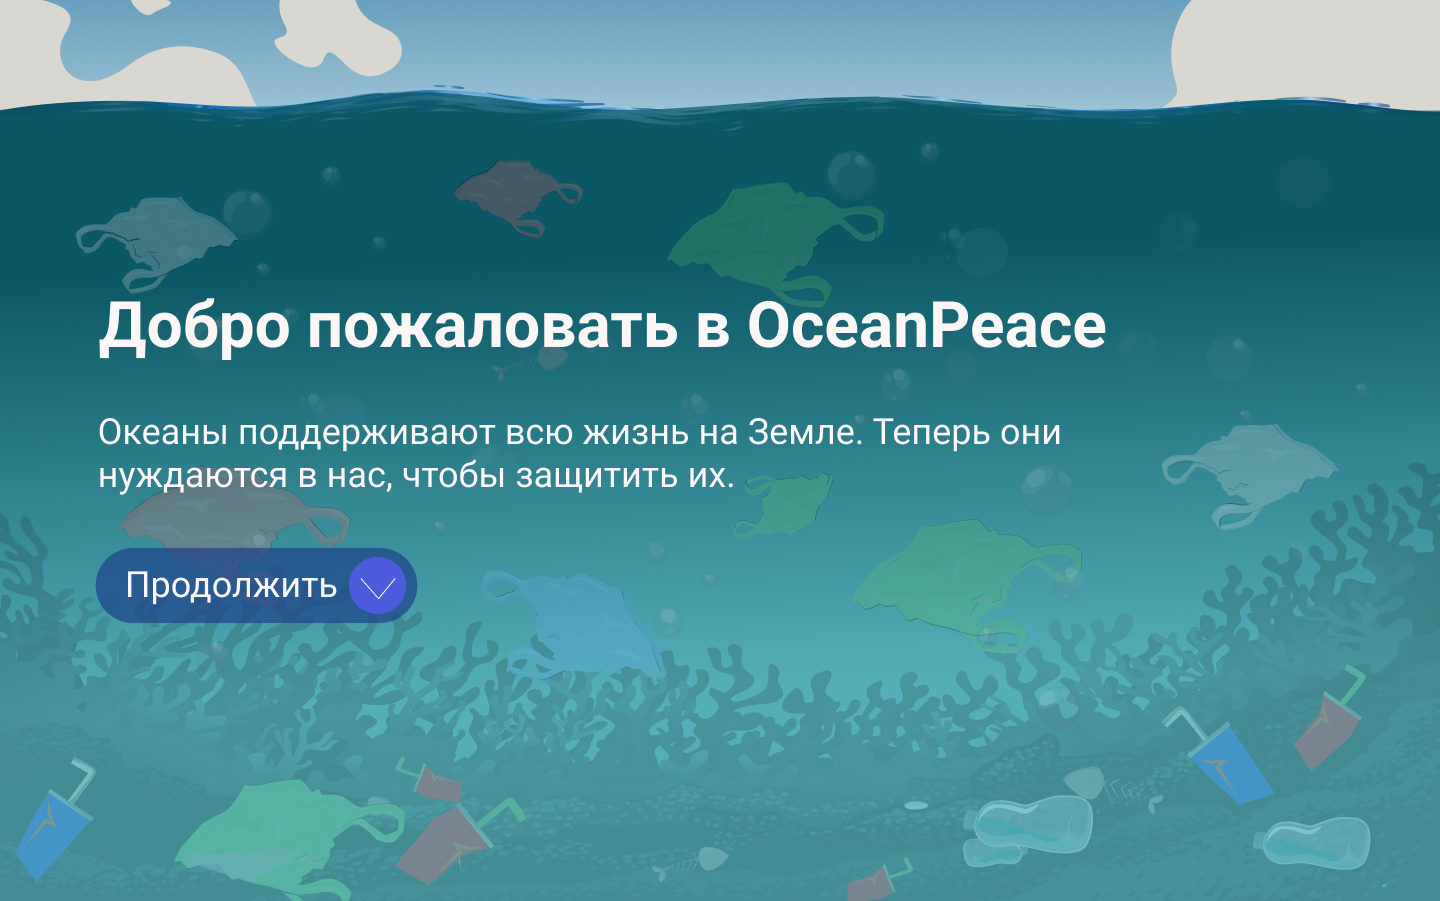 Добро пожаловать в OceanPeace
Океаны поддерживают всю жизнь на Земле. Теперь они
нуждаются в нас, чтобы защитить их.
Продолжить